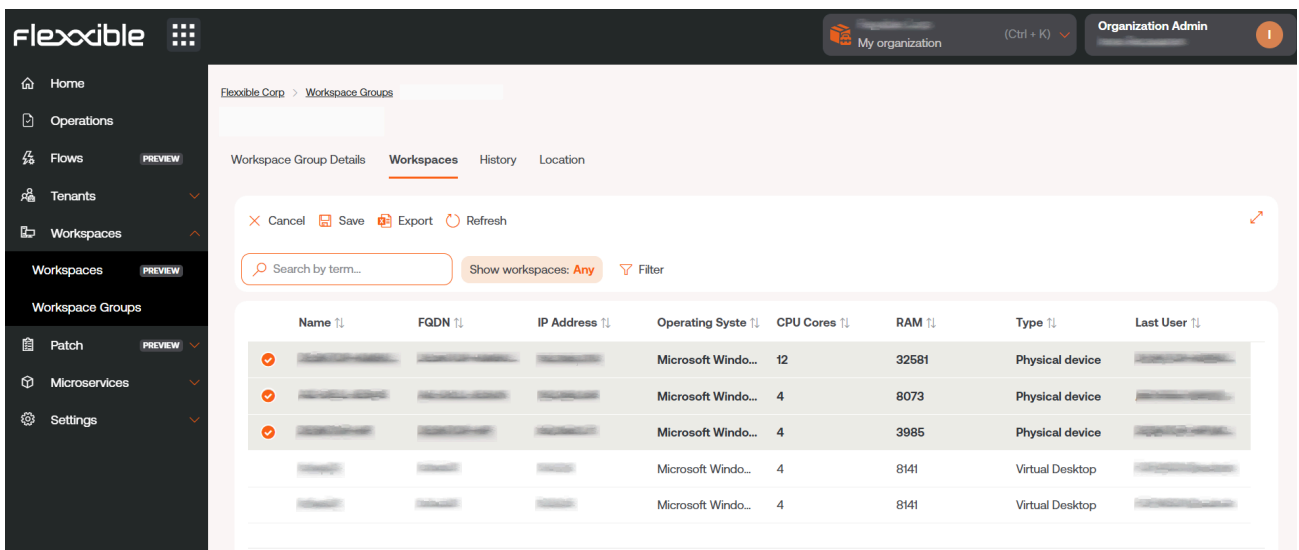 Flexxible
My organization
(Ctrl + K)
Organization Admin
I
Home
Operations
Flows PREVIEW
Tenants
Workspaces
Workspaces PREVIEW
Workspace Groups
Patch PREVIEW
Microservices
Settings
Flexxible Corp > Workspace Groups
Workspace Group Details Workspaces History Location
Cancel Save Export Refresh
Search by term... Show workspaces: Any Filter
Name FQDN IP Address Operating Syste CPU Cores RAM Type Last User
Microsoft Windo... 12 32581 Physical device
Microsoft Windo... 4 8073 Physical device
Microsoft Windo... 4 3985 Physical device
Microsoft Windo... 4 8141 Virtual Desktop
Microsoft Windo... 4 8141 Virtual Desktop